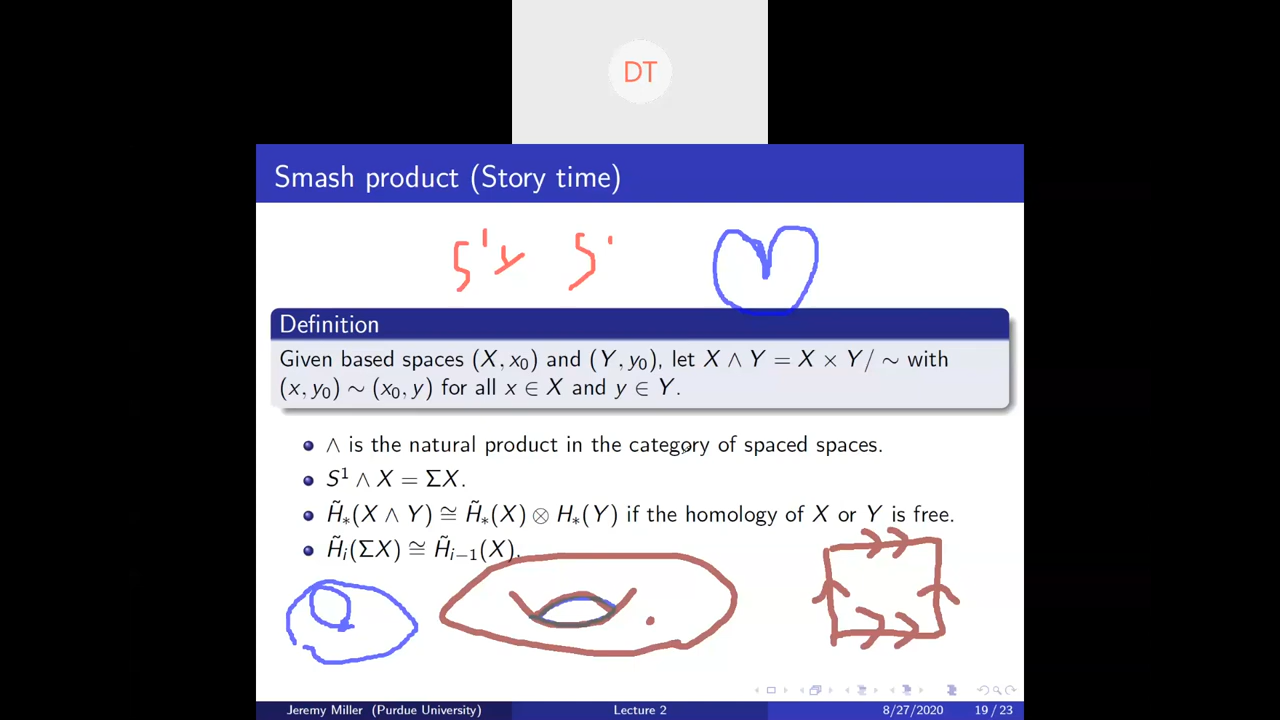 DT
Smash product (Story time)
S¹ S¹
Definition
Given based spaces (X, x₀) and (Y, y₀), let X ∧ Y = X × Y/ ∼ with
(x, y₀) ∼ (x₀, y) for all x ∈ X and y ∈ Y.
∧ is the natural product in the category of spaced spaces.
S¹ ∧ X = ΣX.
H̃₊(X ∧ Y) ≅ H̃₊(X) ⊗ H₊(Y) if the homology of X or Y is free.
H̃ᵢ(ΣX) ≅ H̃ᵢ₋₁(X).
Jeremy Miller (Purdue University) Lecture 2 8/27/2020 19 / 23